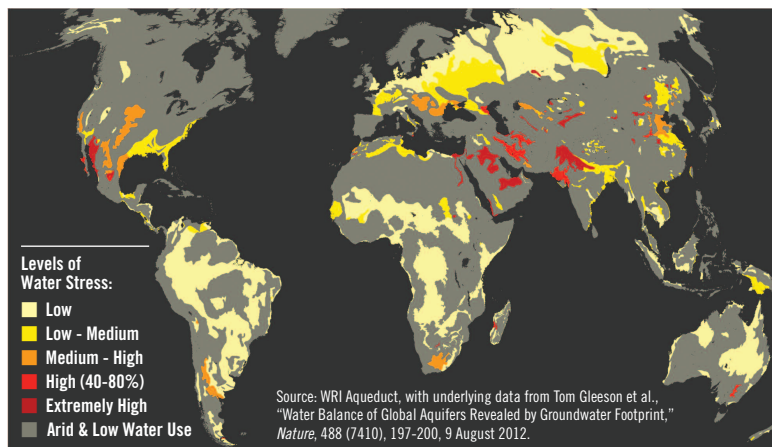 Levels of
Water Stress:
Low
Low - Medium
Medium - High
High (40-80%)
Extremely High
Arid & Low Water Use
Source: WRI Aqueduct, with underlying data from Tom Gleeson et al.,
“Water Balance of Global Aquifers Revealed by Groundwater Footprint,”
Nature, 488 (7410), 197-200, 9 August 2012.